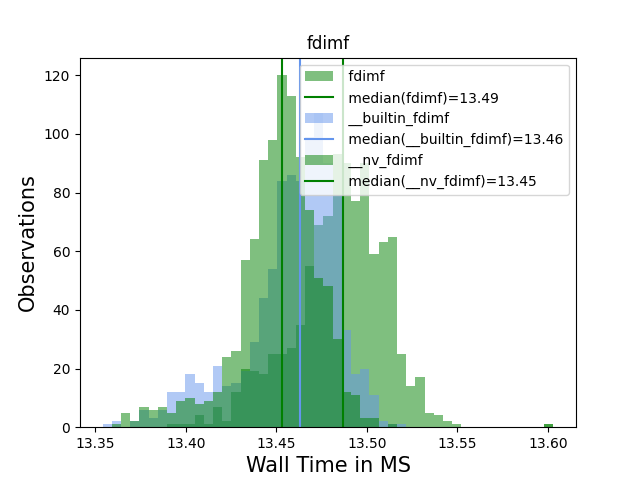 fdimf
120
100
80
60
40
20
0
Observations
fdimf
median(fdimf)=13.49
__builtin_fdimf
median(__builtin_fdimf)=13.46
__nv_fdimf
median(__nv_fdimf)=13.45
13.35 13.40 13.45 13.50 13.55 13.60
Wall Time in MS